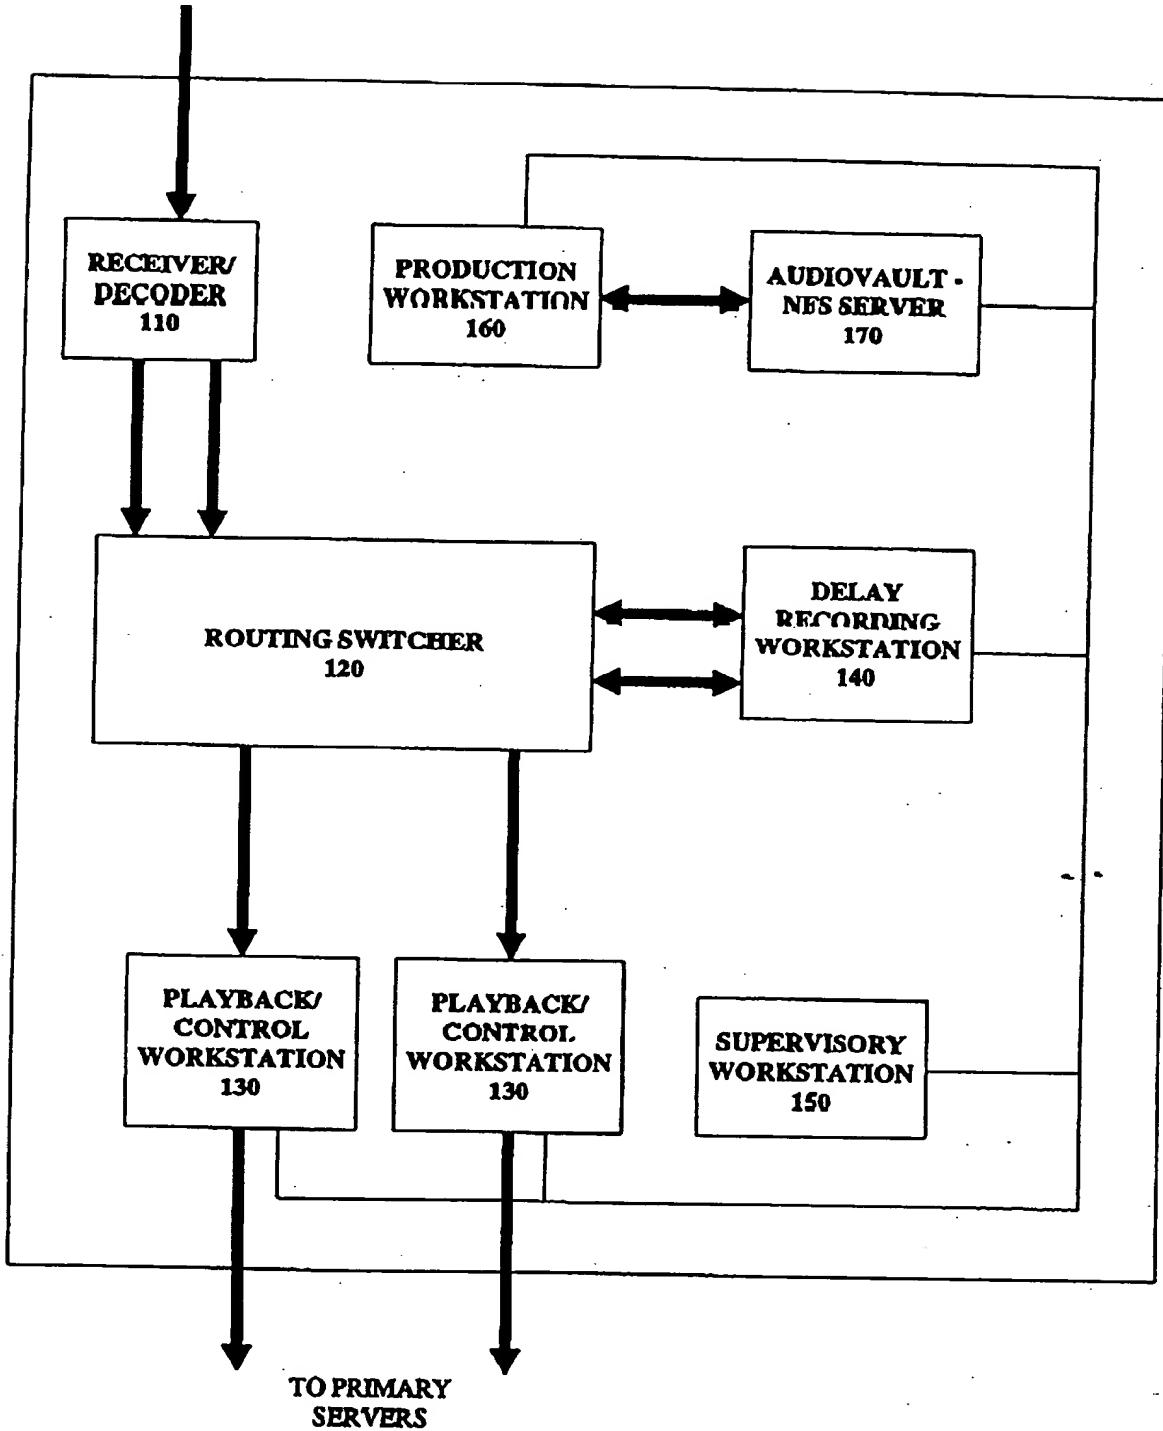 RECEIVER/
DECODER
110
PRODUCTION
WORKSTATION
160
AUDIOVAULT -
NFS SERVER
170
ROUTING SWITCHER
120
DELAY
RECORDING
WORKSTATION
140
PLAYBACK/
CONTROL
WORKSTATION
130
PLAYBACK/
CONTROL
WORKSTATION
130
SUPERVISORY
WORKSTATION
150
TO PRIMARY
SERVERS